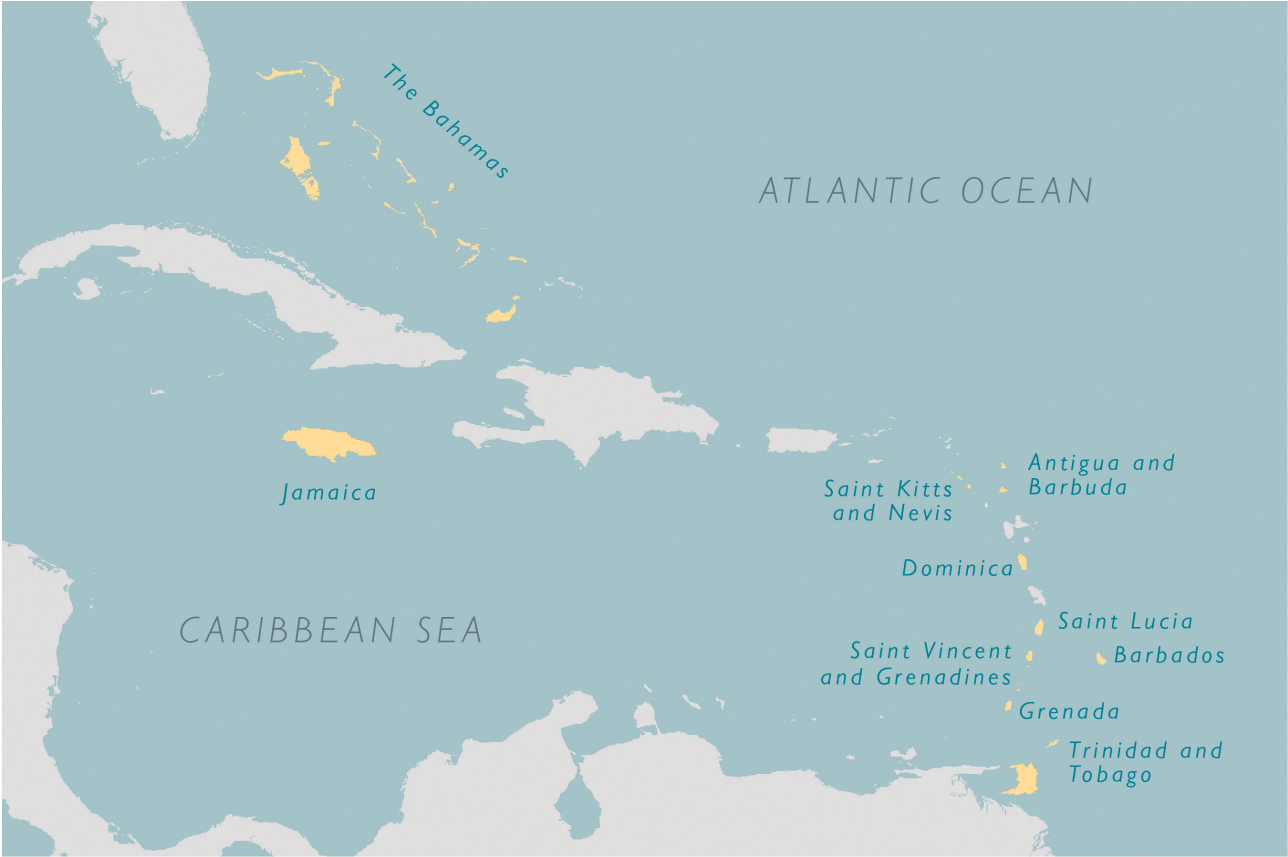 The Bahamas
ATLANTIC OCEAN
Antigua and
Barbuda
Saint Kitts
and Nevis
Jamaica
Dominica
CARIBBEAN SEA
Saint Lucia
Saint Vincent
and Grenadines
Barbados
Grenada
Trinidad and
Tobago